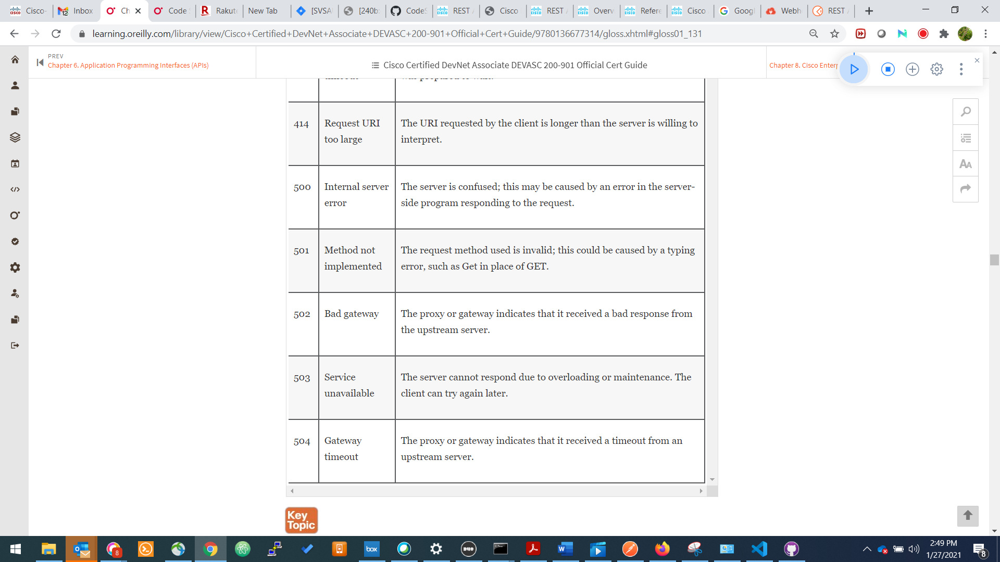 Cisco-
Inbox
12
Ch
Code
Rakut
New Tab
[SVSA
[240b
CodeS
REST
Cisco
REST
Overv
Refere
Cisco
Googl
Webh
REST
learning.oreilly.com/library/view/Cisco+Certified+DevNet+Associate+DEVASC+200-901+Official+Cert+Guide/9780136677314/gloss.xhtml#gloss01_131
PREV
Chapter 6. Application Programming Interfaces (APIs)
Cisco Certified DevNet Associate DEVASC 200-901 Official Cert Guide
Chapter 8. Cisco Enterp
414
Request URI
too large
The URI requested by the client is longer than the server is willing to
interpret.
500
Internal server
error
The server is confused; this may be caused by an error in the server-
side program responding to the request.
501
Method not
implemented
The request method used is invalid; this could be caused by a typing
error, such as Get in place of GET.
502
Bad gateway
The proxy or gateway indicates that it received a bad response from
the upstream server.
503
Service
unavailable
The server cannot respond due to overloading or maintenance. The
client can try again later.
504
Gateway
timeout
The proxy or gateway indicates that it received a timeout from an
upstream server.
Key
Topic
AA
8
box
DUO
2:49 PM
1/27/2021
8